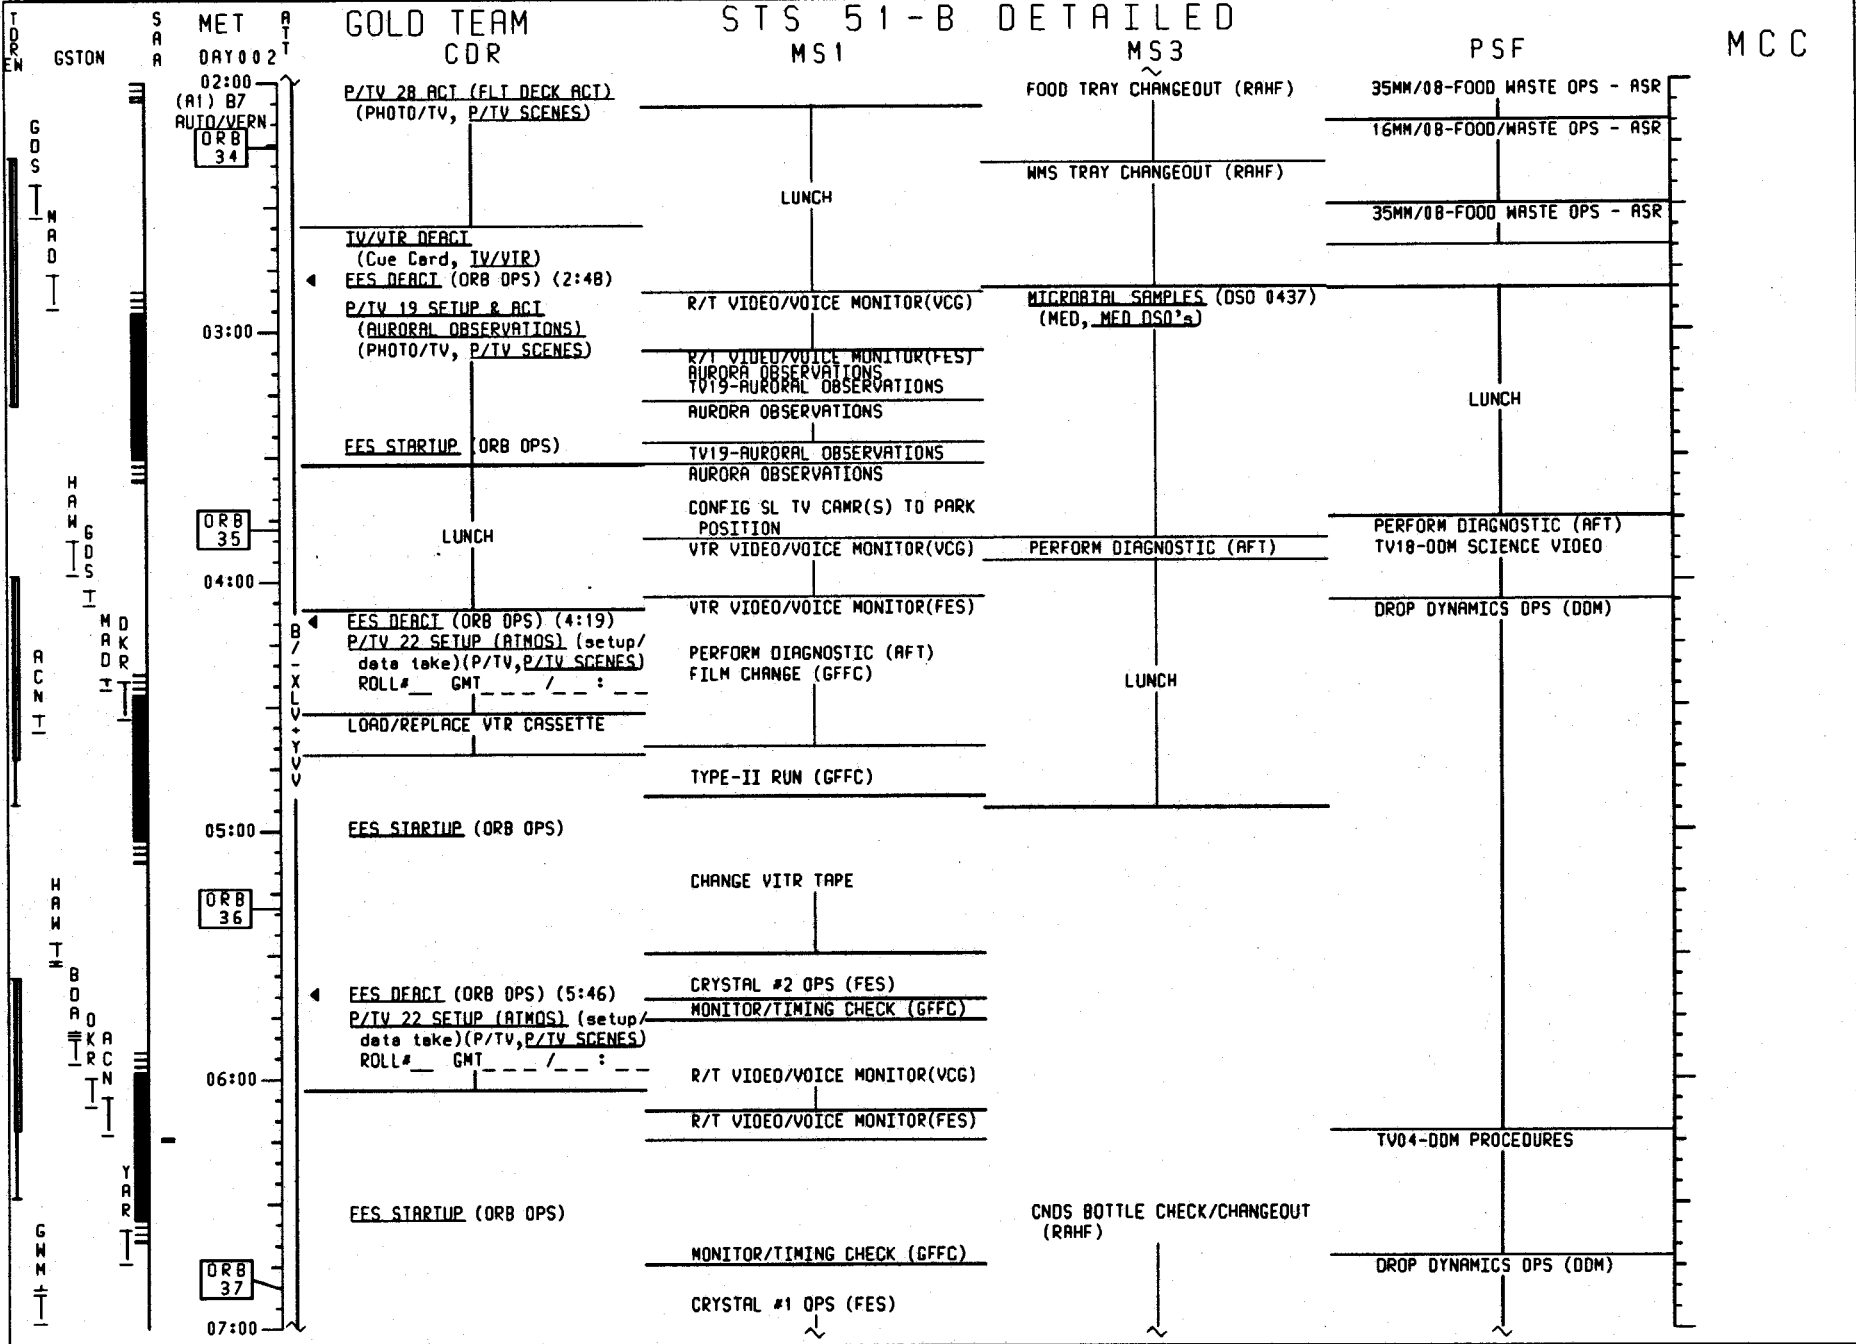 STS 51-B DETAILED
TDREW
GSTON
SAA
MET
DAY002
ATT
GOLD TEAM
CDR
MS1
MS3
PSF
MCC
02:00
(A1) B7
AUTO/VERN
ORB
34
03:00
ORB
35
04:00
05:00
ORB
36
06:00
ORB
37
07:00
GDS
MAD
HAW
GDS
MAD
DKR
ACN
HAW
BDA
DKR
ACN
YAR
GWM
B/-XLV+YVV
P/TV 28 ACT (FLT DECK ACT)
(PHOTO/TV, P/TV SCENES)
TV/VTR DEACT
(Cue Card, TV/VTR)
FES DEACT (ORB OPS) (2:48)
P/TV 19 SETUP & ACT
(AURORAL OBSERVATIONS)
(PHOTO/TV, P/TV SCENES)
FES STARTUP (ORB OPS)
LUNCH
FES DEACT (ORB OPS) (4:19)
P/TV 22 SETUP (ATMOS) (setup/
data take)(P/TV,P/TV SCENES)
ROLL#__ GMT_ _ _ /_ _ : _ _
LOAD/REPLACE VTR CASSETTE
FES STARTUP (ORB OPS)
FES DEACT (ORB OPS) (5:46)
P/TV 22 SETUP (ATMOS) (setup/
data take)(P/TV,P/TV SCENES)
ROLL#__ GMT_ _ _ /_ _ : _ _
FES STARTUP (ORB OPS)
LUNCH
R/T VIDEO/VOICE MONITOR(VCG)
R/T VIDEO/VOICE MONITOR(FES)
AURORA OBSERVATIONS
TV19-AURORAL OBSERVATIONS
AURORA OBSERVATIONS
TV19-AURORAL OBSERVATIONS
AURORA OBSERVATIONS
CONFIG SL TV CAMR(S) TO PARK
POSITION
VTR VIDEO/VOICE MONITOR(VCG)
VTR VIDEO/VOICE MONITOR(FES)
PERFORM DIAGNOSTIC (AFT)
FILM CHANGE (GFFC)
TYPE-II RUN (GFFC)
CHANGE VITR TAPE
CRYSTAL #2 OPS (FES)
MONITOR/TIMING CHECK (GFFC)
R/T VIDEO/VOICE MONITOR(VCG)
R/T VIDEO/VOICE MONITOR(FES)
MONITOR/TIMING CHECK (GFFC)
CRYSTAL #1 OPS (FES)
FOOD TRAY CHANGEOUT (RAHF)
WMS TRAY CHANGEOUT (RAHF)
MICROBIAL SAMPLES (DSO 0437)
(MED, MED DSO's)
PERFORM DIAGNOSTIC (AFT)
LUNCH
CNDS BOTTLE CHECK/CHANGEOUT
(RAHF)
35MM/08-FOOD WASTE OPS - ASR
16MM/08-FOOD/WASTE OPS - ASR
35MM/08-FOOD WASTE OPS - ASR
LUNCH
PERFORM DIAGNOSTIC (AFT)
TV18-DDM SCIENCE VIDEO
DROP DYNAMICS OPS (DDM)
TV04-DDM PROCEDURES
DROP DYNAMICS OPS (DDM)